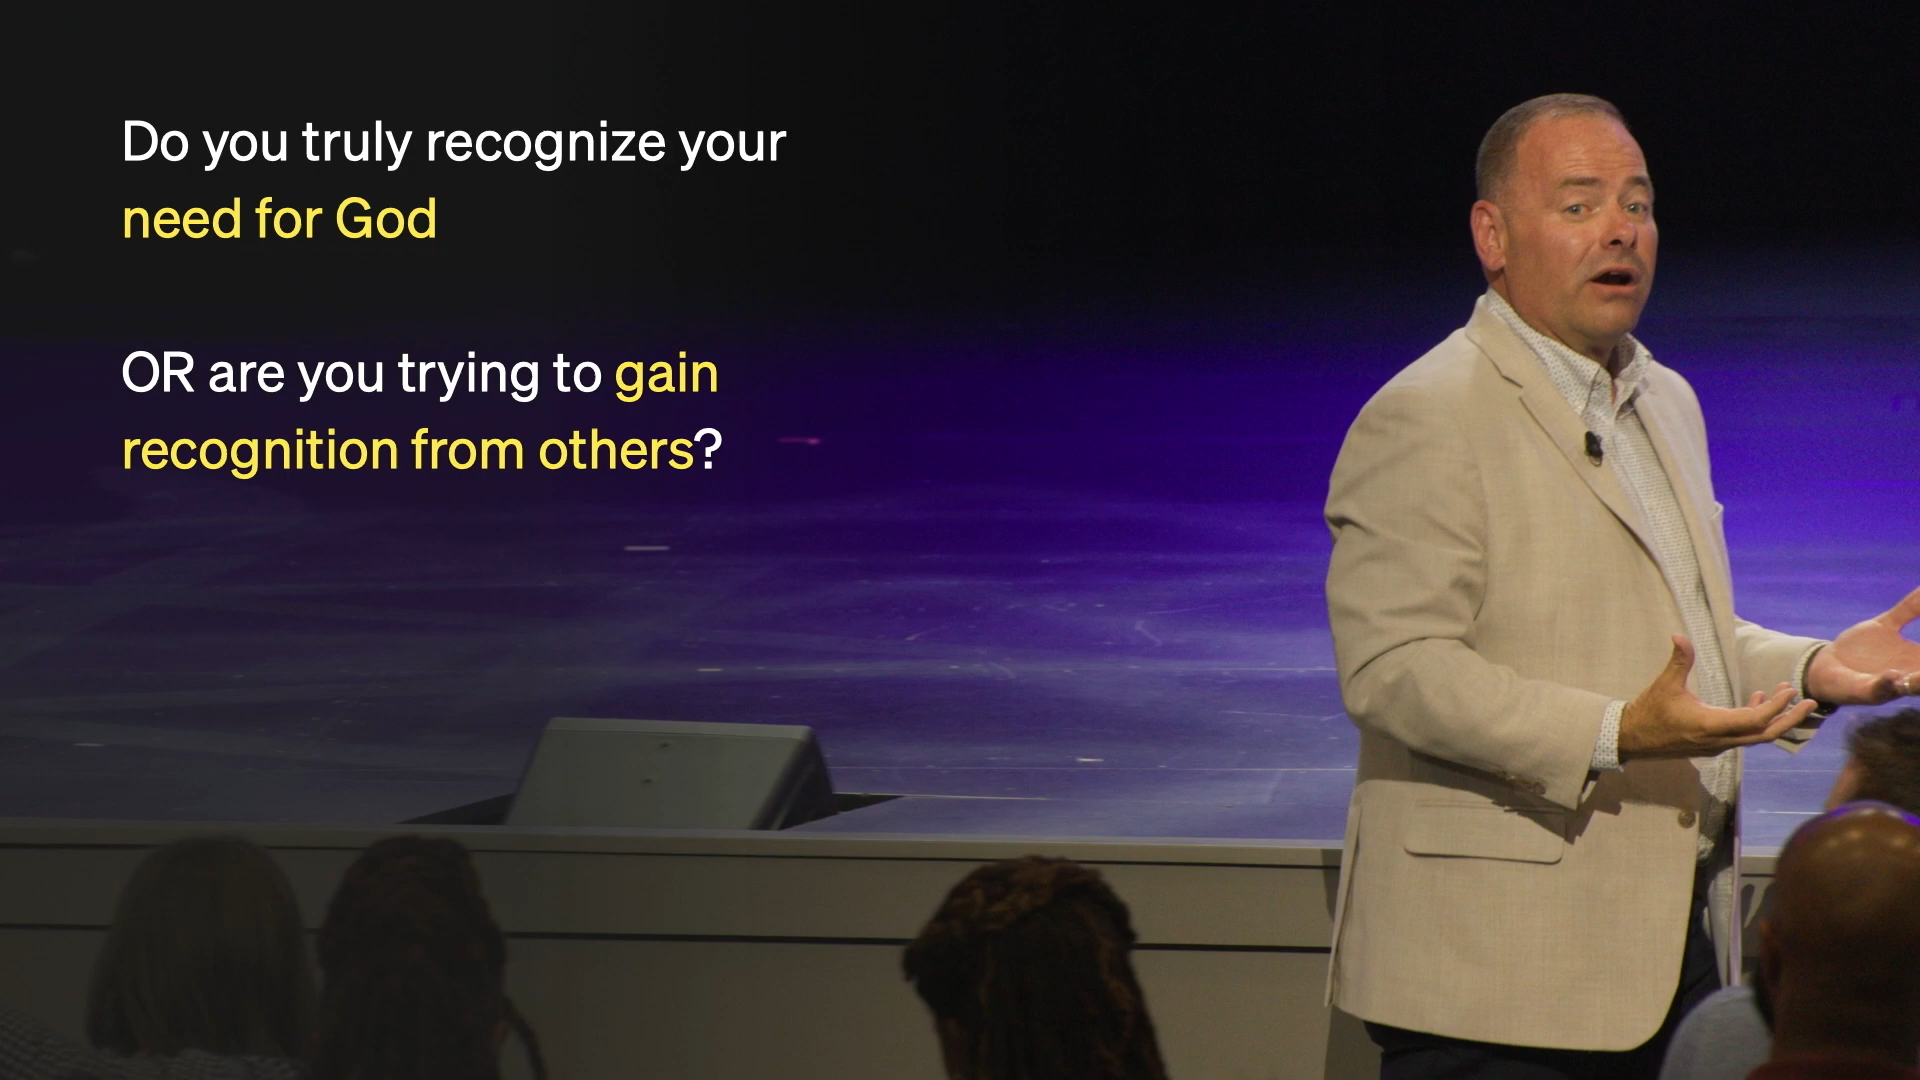 Do you truly recognize your
need for God
OR are you trying to gain
recognition from others?